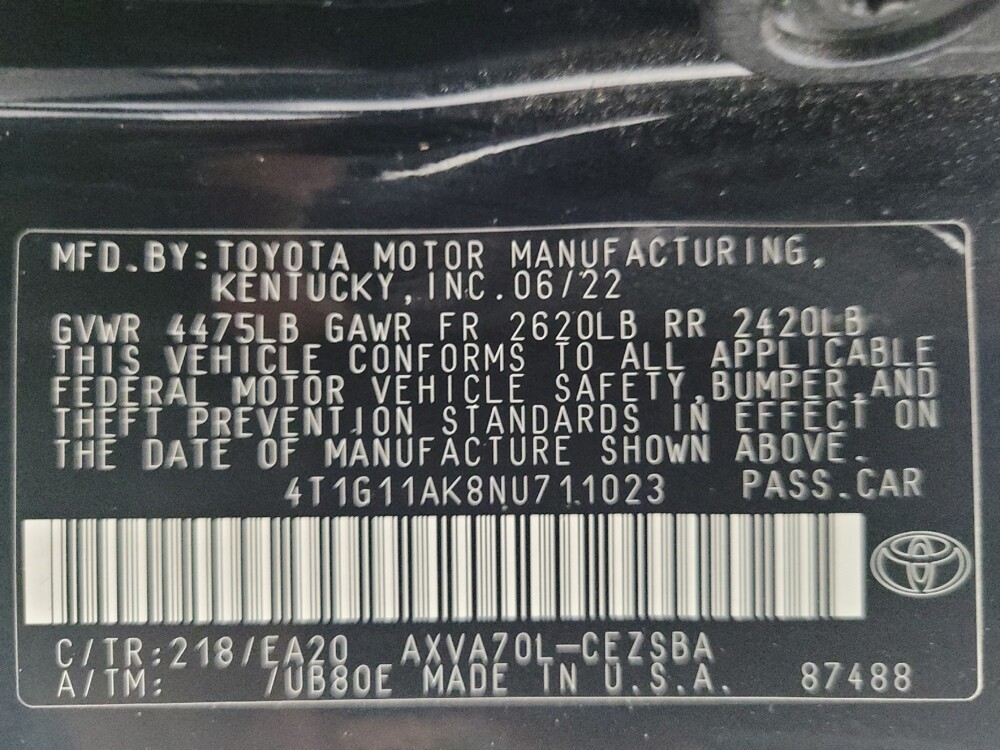 MFD.BY:TOYOTA MOTOR MANUFACTURING,
KENTUCKY,INC.06/22
GVWR 4475LB GAWR FR 2620LB RR 2420LB
THIS VEHICLE CONFORMS TO ALL APPLICABLE
FEDERAL MOTOR VEHICLE SAFETY,BUMPER,AND
THEFT PREVENTION STANDARDS IN EFFECT ON
THE DATE OF MANUFACTURE SHOWN ABOVE.
4T1G11AK8NU711023 PASS.CAR
C/TR:218/EA20 AXVA70L-CEZSBA
A/TM: /UB80E MADE IN U.S.A. 87488